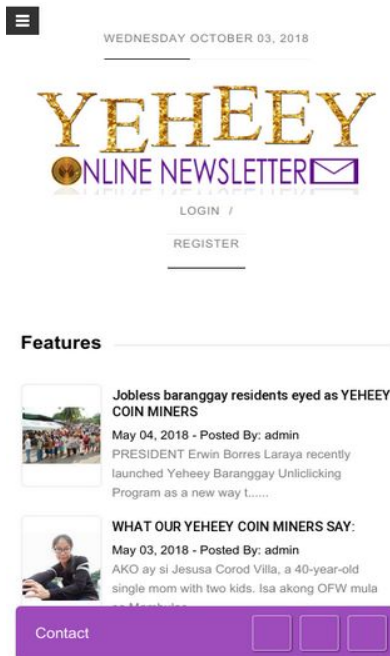 WEDNESDAY OCTOBER 03, 2018
YEHEEY
ONLINE NEWSLETTER
LOGIN /
REGISTER
Features
Jobless baranggay residents eyed as YEHEEY
COIN MINERS
May 04, 2018 - Posted By: admin
PRESIDENT Erwin Borres Laraya recently
launched Yeheey Baranggay Unliclicking
Program as a new way t......
WHAT OUR YEHEEY COIN MINERS SAY:
May 03, 2018 - Posted By: admin
AKO ay si Jesusa Corod Villa, a 40-year-old
single mom with two kids. Isa akong OFW mula
Contact